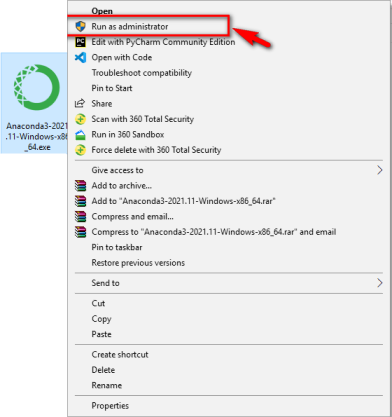 Open
Run as administrator
Edit with PyCharm Community Edition
Open with Code
Troubleshoot compatibility
Pin to Start
Share
Scan with 360 Total Security
Run in 360 Sandbox
Force delete with 360 Total Security
Give access to
Add to archive...
Add to "Anaconda3-2021.11-Windows-x86_64.rar"
Compress and email...
Compress to "Anaconda3-2021.11-Windows-x86_64.rar" and email
Pin to taskbar
Restore previous versions
Send to
Cut
Copy
Paste
Create shortcut
Delete
Rename
Properties
Anaconda3-2021
.11-Windows-x86
_64.exe